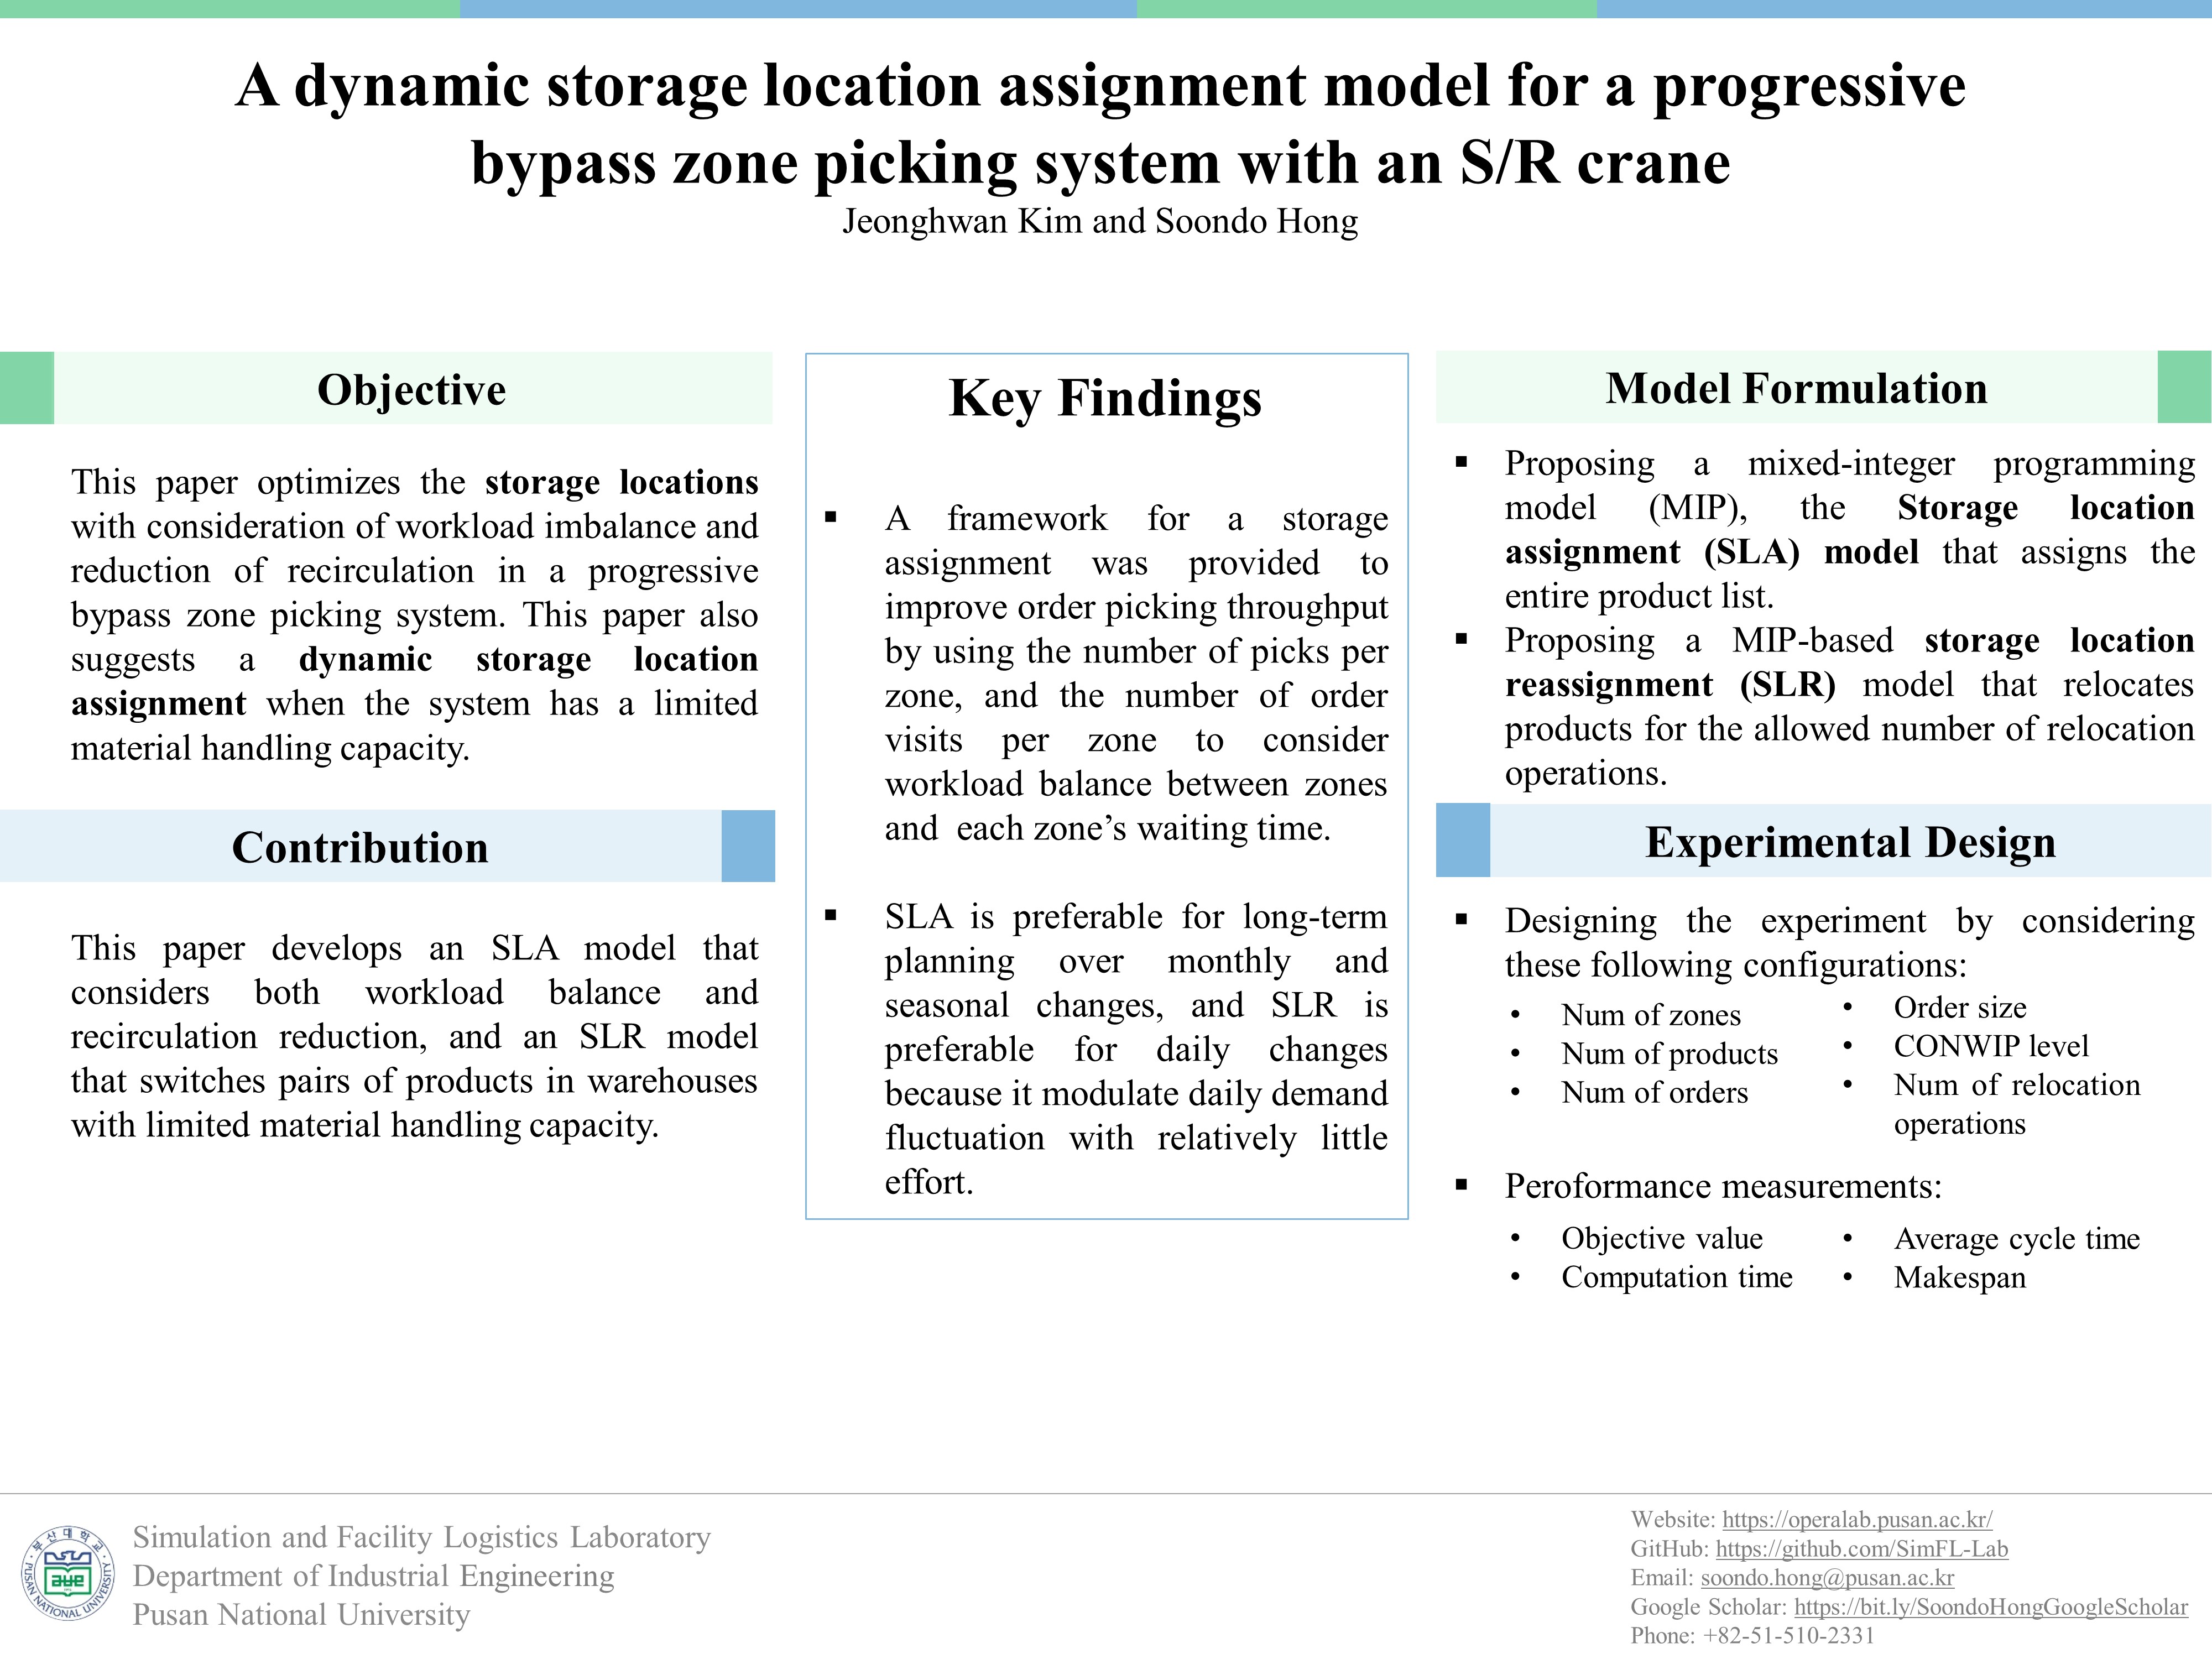 A dynamic storage location assignment model for a progressive
bypass zone picking system with an S/R crane
Jeonghwan Kim and Soondo Hong
Objective
This paper optimizes the storage locations
with consideration of workload imbalance and
reduction of recirculation in a progressive
bypass zone picking system. This paper also
suggests a dynamic storage location
assignment when the system has a limited
material handling capacity.
Contribution
This paper develops an SLA model that
considers both workload balance and
recirculation reduction, and an SLR model
that switches pairs of products in warehouses
with limited material handling capacity.
Key Findings
▪ A framework for a storage
assignment was provided to
improve order picking throughput
by using the number of picks per
zone, and the number of order
visits per zone to consider
workload balance between zones
and each zone’s waiting time.
▪ SLA is preferable for long-term
planning over monthly and
seasonal changes, and SLR is
preferable for daily changes
because it modulate daily demand
fluctuation with relatively little
effort.
Model Formulation
▪ Proposing a mixed-integer programming
model (MIP), the Storage location
assignment (SLA) model that assigns the
entire product list.
▪ Proposing a MIP-based storage location
reassignment (SLR) model that relocates
products for the allowed number of relocation
operations.
Experimental Design
▪ Designing the experiment by considering
these following configurations:
• Num of zones
• Num of products
• Num of orders
• Order size
• CONWIP level
• Num of relocation
operations
▪ Peroformance measurements:
• Objective value
• Computation time
• Average cycle time
• Makespan
부산대학교
PUSAN NATIONAL UNIVERSITY
Simulation and Facility Logistics Laboratory
Department of Industrial Engineering
Pusan National University
Website: https://operalab.pusan.ac.kr/
GitHub: https://github.com/SimFL-Lab
Email: soondo.hong@pusan.ac.kr
Google Scholar: https://bit.ly/SoondoHongGoogleScholar
Phone: +82-51-510-2331